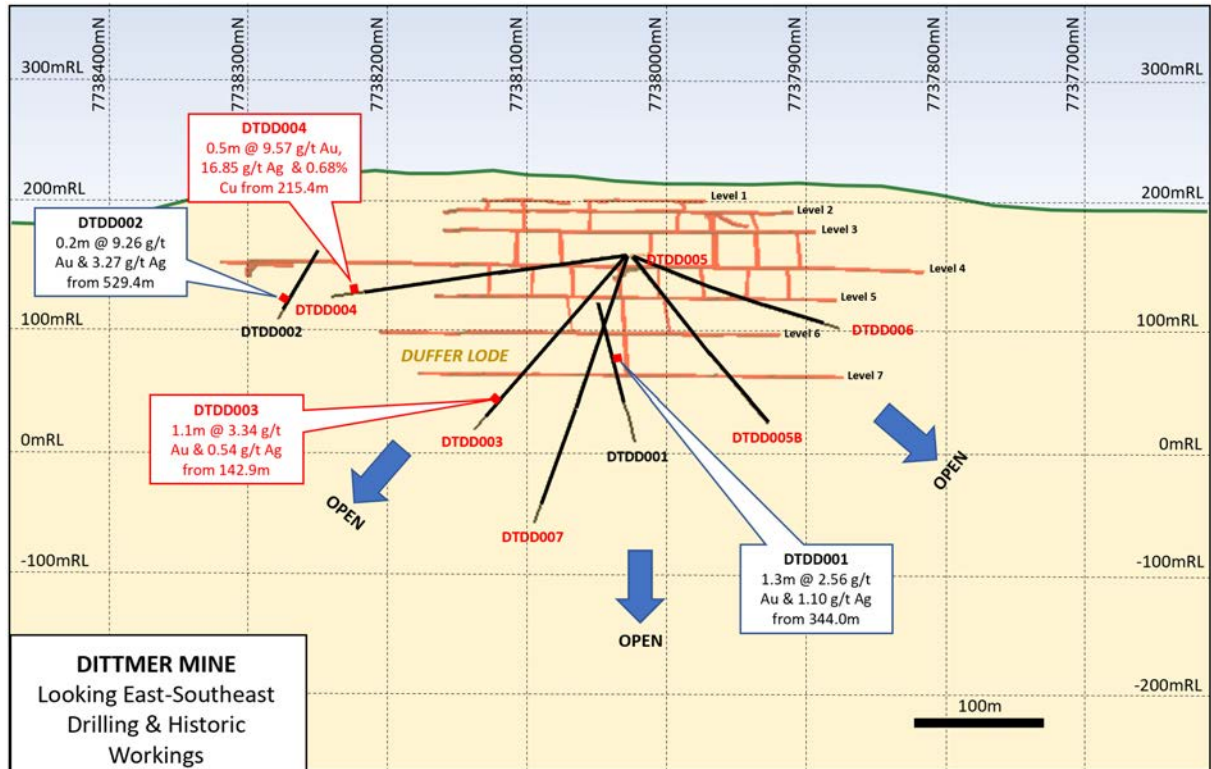 7738400mN
7738300mN
7738200mN
7738100mN
7738000mN
7737900mN
7737800mN
7737700mN
300mRL
300mRL
DTDD004
0.5m @ 9.57 g/t Au,
16.85 g/t Ag & 0.68%
Cu from 215.4m
200mRL
200mRL
Level 1
Level 2
Level 3
DTDD002
0.2m @ 9.26 g/t
Au & 3.27 g/t Ag
from 529.4m
DTDD005
Level 4
DTDD004
Level 5
DTDD002
100mRL
100mRL
DTDD006
Level 6
DUFFER LODE
Level 7
DTDD003
1.1m @ 3.34 g/t
Au & 0.54 g/t Ag
from 142.9m
DTDD003
DTDD005B
DTDD001
0mRL
0mRL
OPEN
OPEN
DTDD007
-100mRL
-100mRL
DTDD001
1.3m @ 2.56 g/t
Au & 1.10 g/t Ag
from 344.0m
OPEN
DITTMER MINE
Looking East-Southeast
Drilling & Historic
Workings
-200mRL
-200mRL
100m